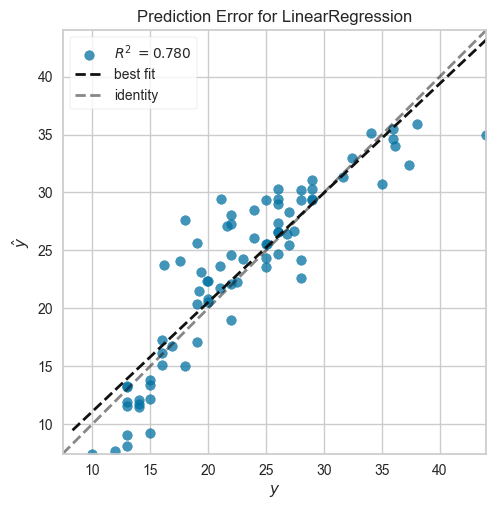 Prediction Error for LinearRegression
R² = 0.780
best fit
identity
40
35
30
25
20
15
10
ŷ
10 15 20 25 30 35 40
y